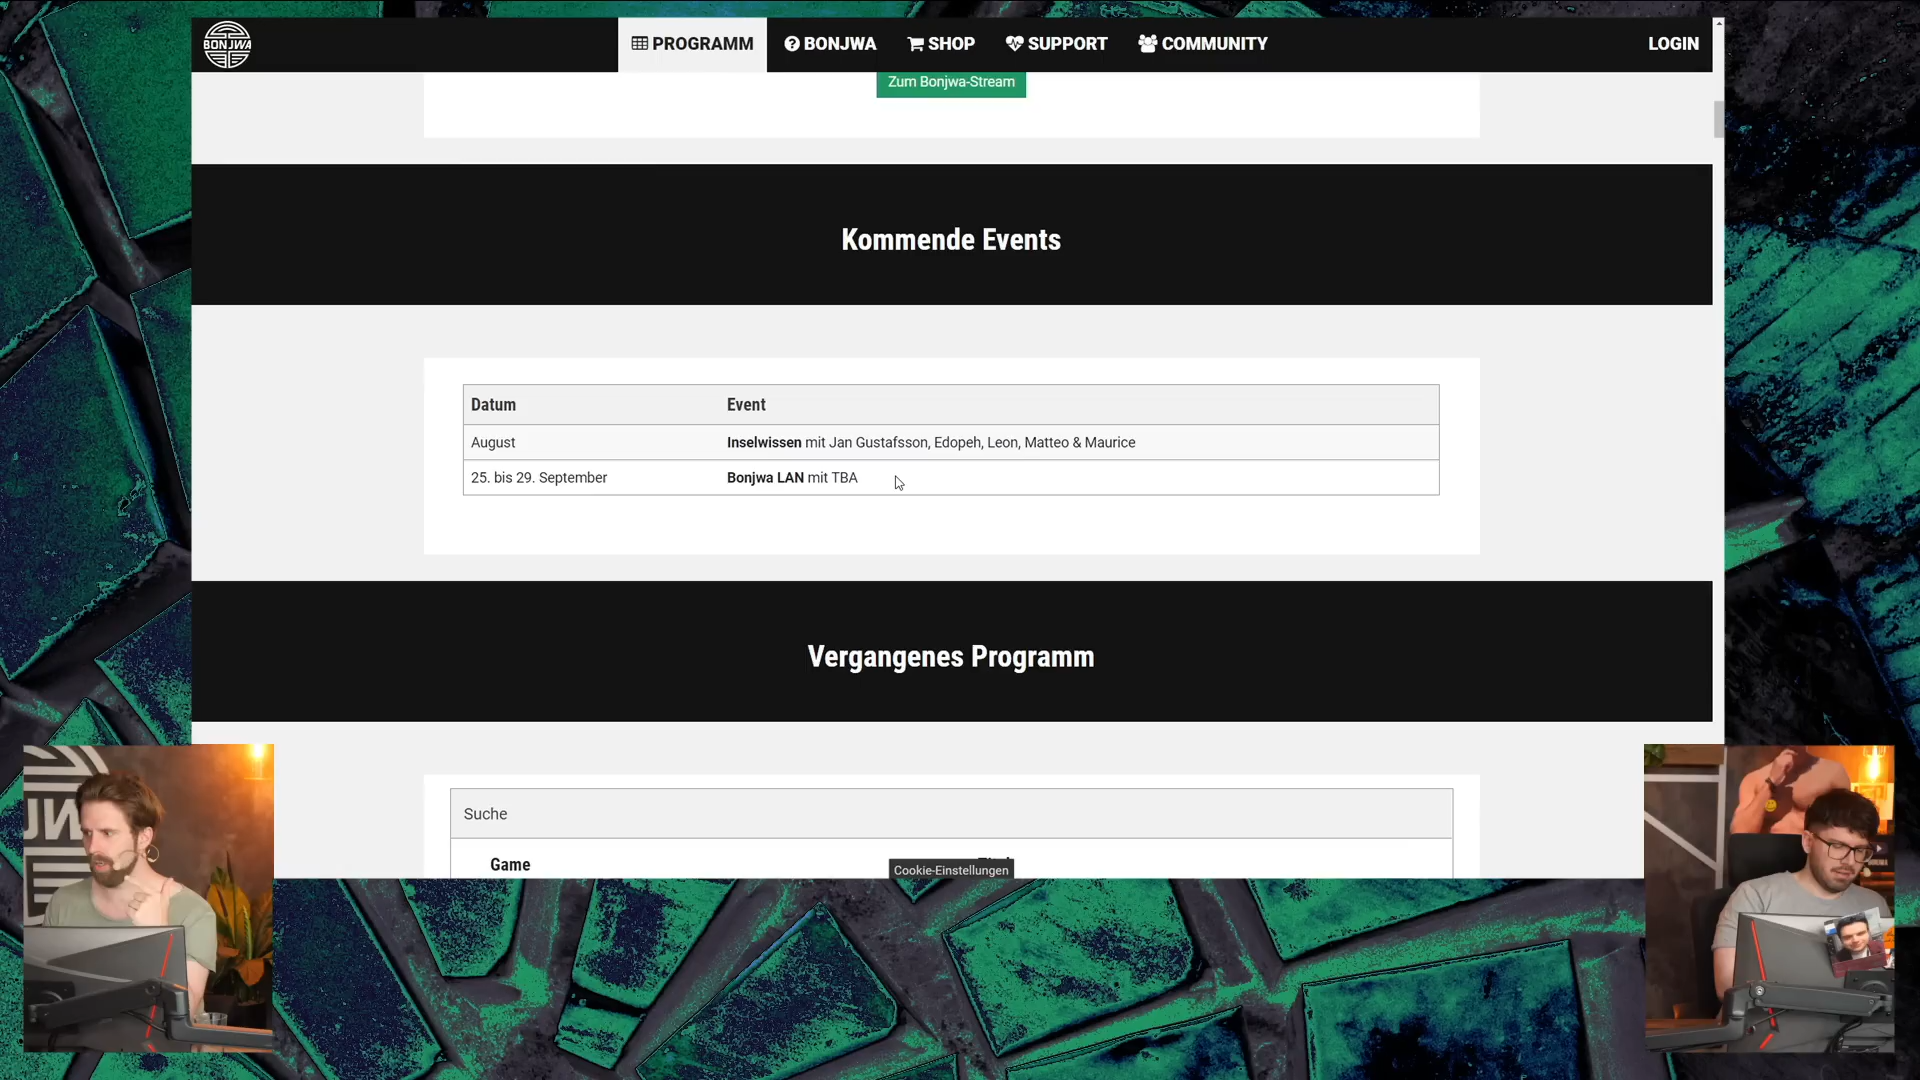 BONJWA
PROGRAMM
BONJWA
SHOP
SUPPORT
COMMUNITY
LOGIN
Zum Bonjwa-Stream
Kommende Events
Datum Event
August Inselwissen mit Jan Gustafsson, Edopeh, Leon, Matteo & Maurice
25. bis 29. September Bonjwa LAN mit TBA
Vergangenes Programm
Suche
Game
Cookie-Einstellungen